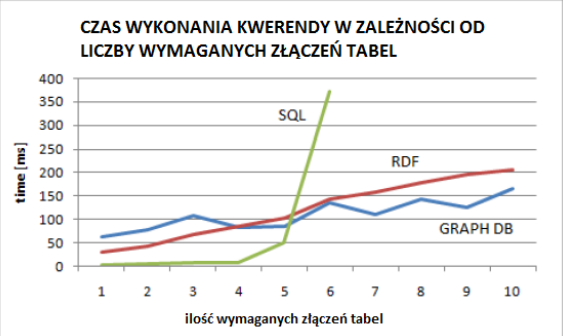 CZAS WYKONANIA KWERENDY W ZALEŻNOŚCI OD
LICZBY WYMAGANYCH ZŁĄCZEŃ TABEL
400
350
300
250
200
150
100
50
0
time [ms]
SQL
RDF
GRAPH DB
1 2 3 4 5 6 7 8 9 10
ilość wymaganych złączeń tabel